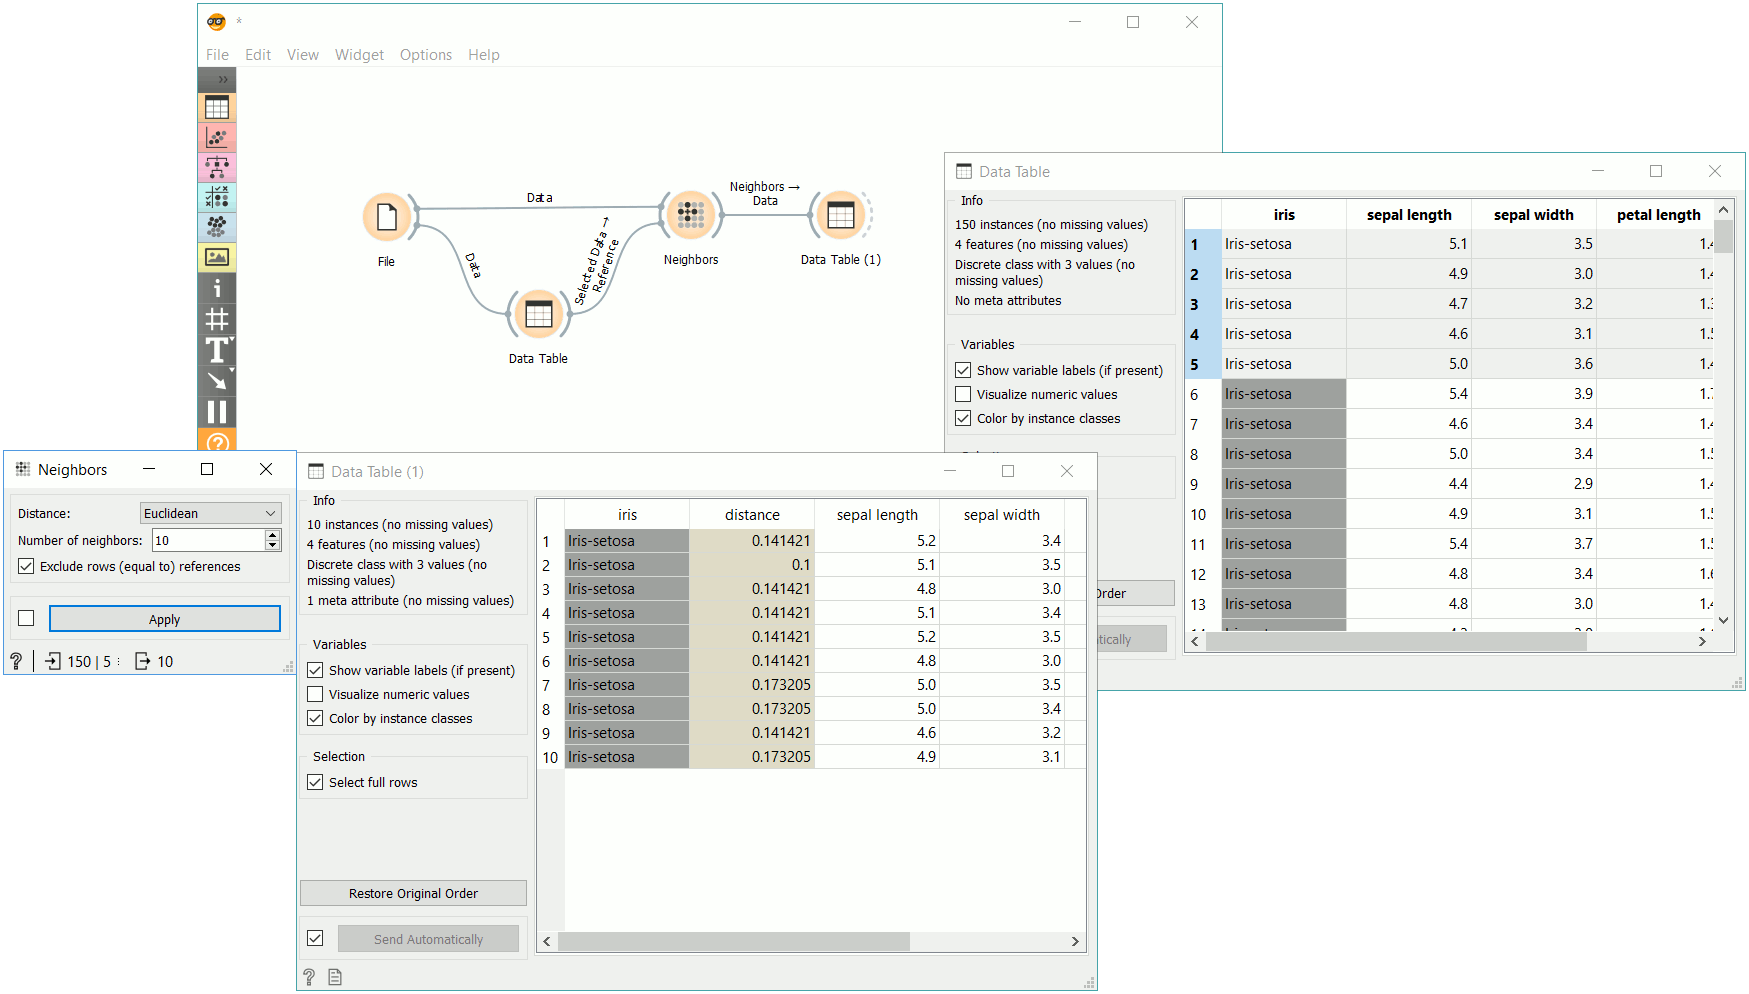 *
File Edit View Widget Options Help
Data
Data
Selected Data →
Reference
Neighbors →
Data
File
Neighbors
Data Table (1)
Data Table
Data Table
Info
150 instances (no missing values)
4 features (no missing values)
Discrete class with 3 values (no
missing values)
No meta attributes
Variables
Show variable labels (if present)
Visualize numeric values
Color by instance classes
Order
iris sepal length sepal width petal length
1 Iris-setosa 5.1 3.5
2 Iris-setosa 4.9 3.0
3 Iris-setosa 4.7 3.2
4 Iris-setosa 4.6 3.1
5 Iris-setosa 5.0 3.6
6 Iris-setosa 5.4 3.9
7 Iris-setosa 4.6 3.4
8 Iris-setosa 5.0 3.4
9 Iris-setosa 4.4 2.9
10 Iris-setosa 4.9 3.1
11 Iris-setosa 5.4 3.7
12 Iris-setosa 4.8 3.4
13 Iris-setosa 4.8 3.0
Neighbors
Distance: Euclidean
Number of neighbors: 10
Exclude rows (equal to) references
Apply
? 150 | 5 10
Data Table (1)
Info
10 instances (no missing values)
4 features (no missing values)
Discrete class with 3 values (no
missing values)
1 meta attribute (no missing values)
Variables
Show variable labels (if present)
Visualize numeric values
Color by instance classes
Selection
Select full rows
Restore Original Order
Send Automatically
?
iris distance sepal length sepal width
1 Iris-setosa 0.141421 5.2 3.4
2 Iris-setosa 0.1 5.1 3.5
3 Iris-setosa 0.141421 4.8 3.0
4 Iris-setosa 0.141421 5.1 3.4
5 Iris-setosa 0.141421 5.2 3.5
6 Iris-setosa 0.141421 4.8 3.0
7 Iris-setosa 0.173205 5.0 3.5
8 Iris-setosa 0.173205 5.0 3.4
9 Iris-setosa 0.141421 4.6 3.2
10 Iris-setosa 0.173205 4.9 3.1